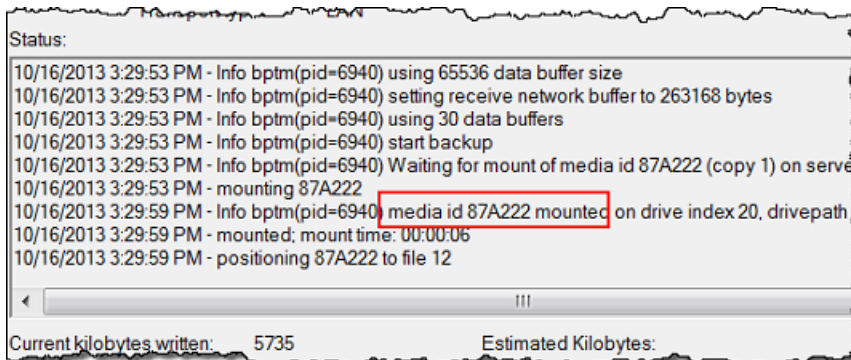 LAN
Status:
10/16/2013 3:29:53 PM - Info bptm(pid=6940) using 65536 data buffer size
10/16/2013 3:29:53 PM - Info bptm(pid=6940) setting receive network buffer to 263168 bytes
10/16/2013 3:29:53 PM - Info bptm(pid=6940) using 30 data buffers
10/16/2013 3:29:53 PM - Info bptm(pid=6940) start backup
10/16/2013 3:29:53 PM - Info bptm(pid=6940) Waiting for mount of media id 87A222 (copy 1) on serve
10/16/2013 3:29:53 PM - mounting 87A222
10/16/2013 3:29:59 PM - Info bptm(pid=6940) media id 87A222 mounted on drive index 20, drivepath
10/16/2013 3:29:59 PM - mounted; mount time: 00:00:06
10/16/2013 3:29:59 PM - positioning 87A222 to file 12
Current kilobytes written: 5735 Estimated Kilobytes: